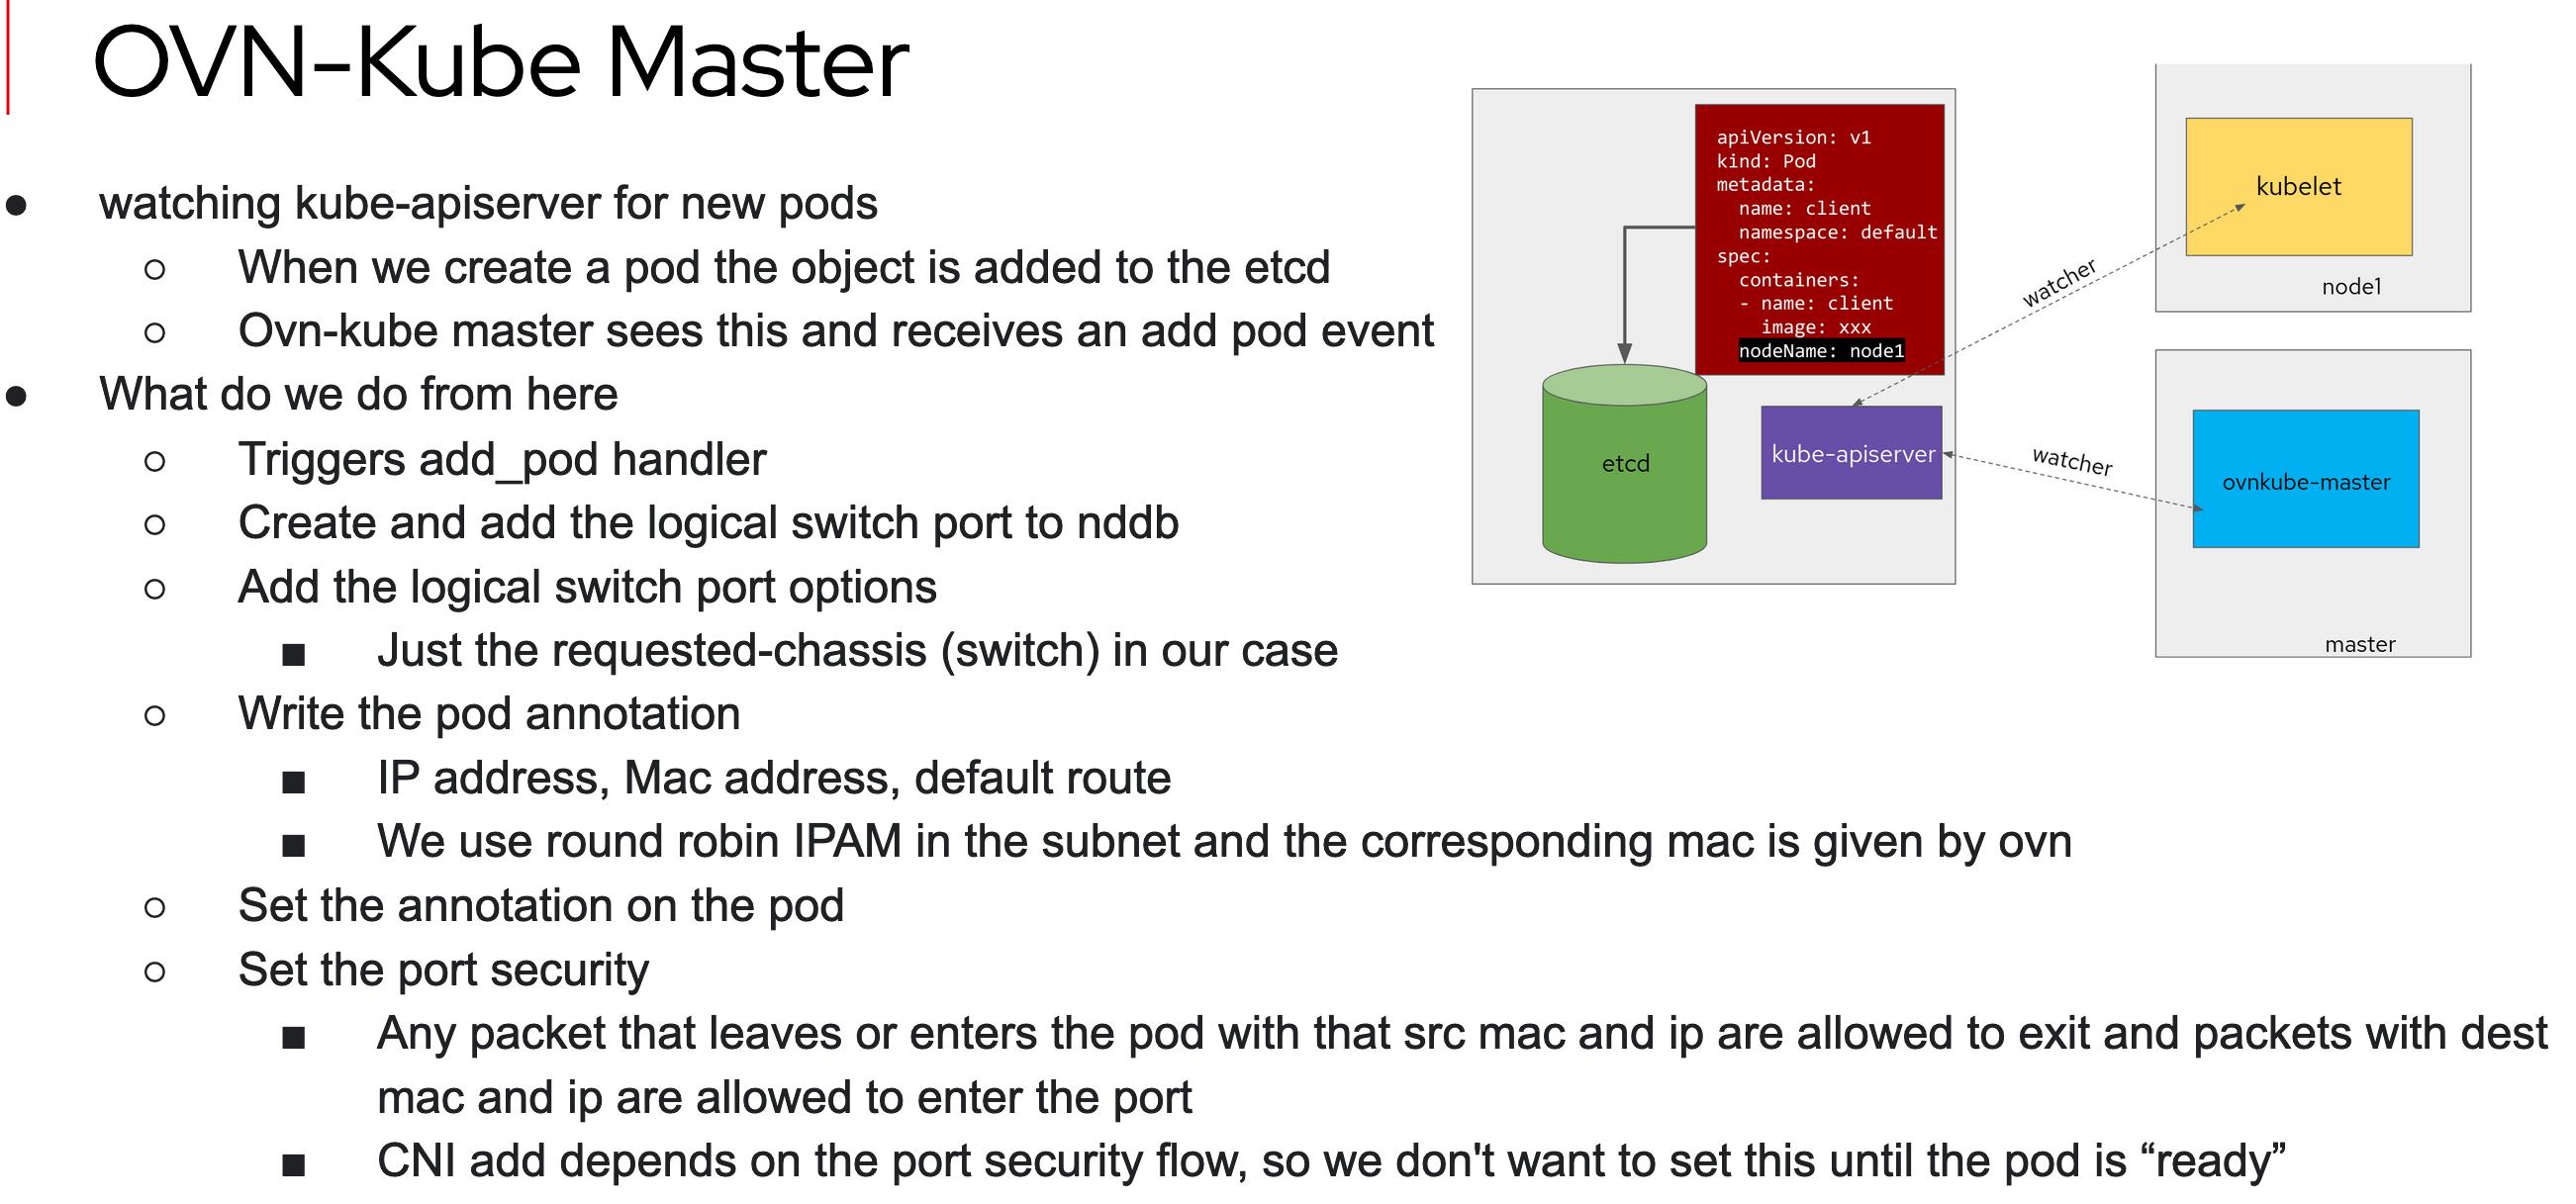 OVN-Kube Master
watching kube-apiserver for new pods
When we create a pod the object is added to the etcd
Ovn-kube master sees this and receives an add pod event
What do we do from here
Triggers add_pod handler
Create and add the logical switch port to nddb
Add the logical switch port options
Just the requested-chassis (switch) in our case
Write the pod annotation
IP address, Mac address, default route
We use round robin IPAM in the subnet and the corresponding mac is given by ovn
Set the annotation on the pod
Set the port security
Any packet that leaves or enters the pod with that src mac and ip are allowed to exit and packets with dest
mac and ip are allowed to enter the port
CNI add depends on the port security flow, so we don't want to set this until the pod is “ready”
apiVersion: v1
kind: Pod
metadata:
  name: client
  namespace: default
spec:
  containers:
  - name: client
    image: xxx
  nodeName: node1
etcd
kube-apiserver
watcher
watcher
kubelet
node1
ovnkube-master
master